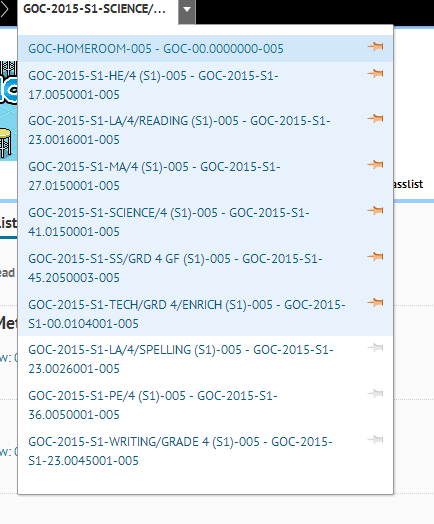 GOC-2015-S1-SCIENCE/...
GOC-HOMEROOM-005 - GOC-00.0000000-005
GOC-2015-S1-HE/4 (S1)-005 - GOC-2015-S1-
17.0050001-005
GOC-2015-S1-LA/4/READING (S1)-005 - GOC-2015-S1-
23.0016001-005
GOC-2015-S1-MA/4 (S1)-005 - GOC-2015-S1-
27.0150001-005
asslist
GOC-2015-S1-SCIENCE/4 (S1)-005 - GOC-2015-S1-
41.0150001-005
GOC-2015-S1-SS/GRD 4 GF (S1)-005 - GOC-2015-S1-
45.2050003-005
ead
GOC-2015-S1-TECH/GRD 4/ENRICH (S1)-005 - GOC-2015-
S1-00.0104001-005
Met
GOC-2015-S1-LA/4/SPELLING (S1)-005 - GOC-2015-S1-
23.0026001-005
GOC-2015-S1-PE/4 (S1)-005 - GOC-2015-S1-
36.0050001-005
GOC-2015-S1-WRITING/GRADE 4 (S1)-005 - GOC-2015-
S1-23.0045001-005